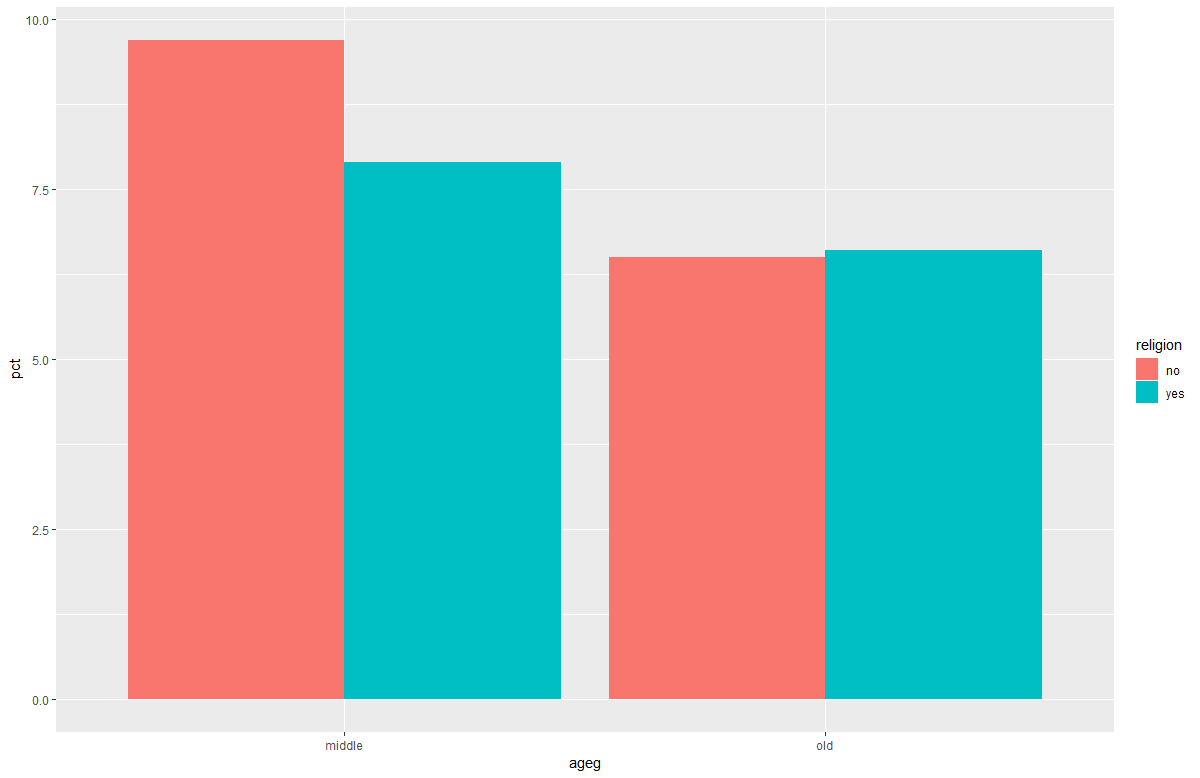 10.0
7.5
5.0
2.5
0.0
pct
middle
old
ageg
religion
no
yes